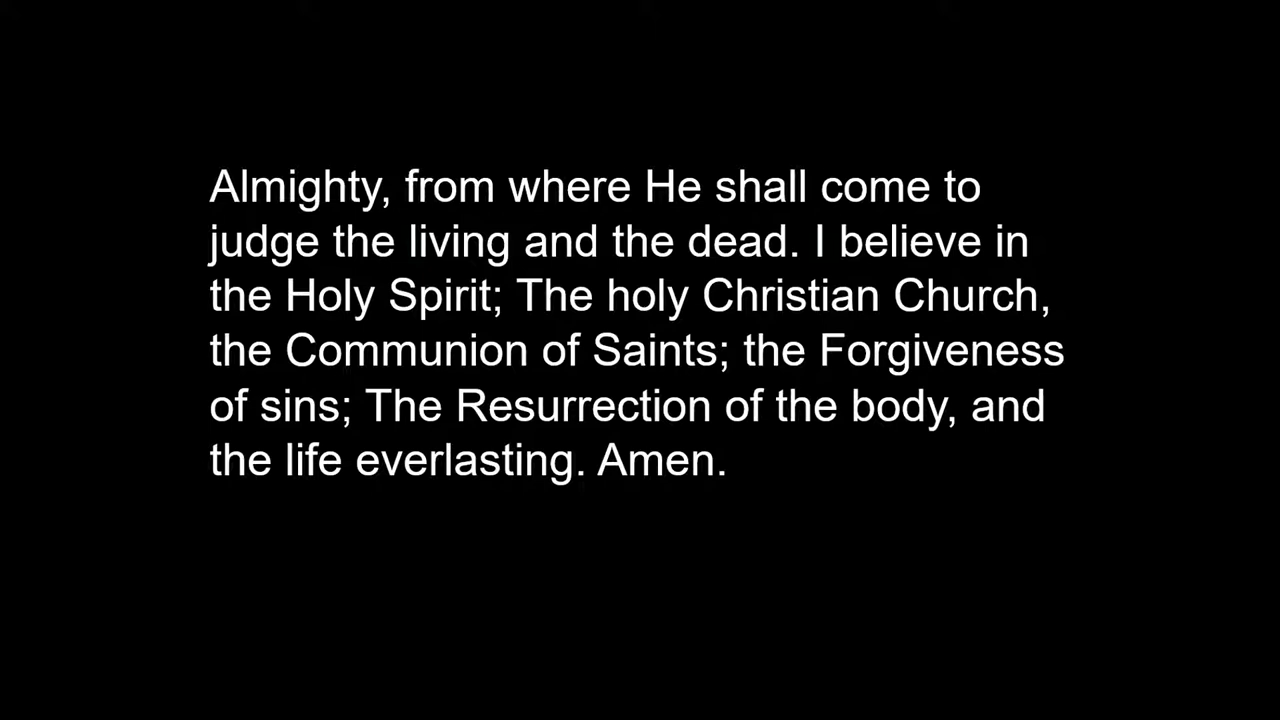 Almighty, from where He shall come to
judge the living and the dead. I believe in
the Holy Spirit; The holy Christian Church,
the Communion of Saints; the Forgiveness
of sins; The Resurrection of the body, and
the life everlasting. Amen.